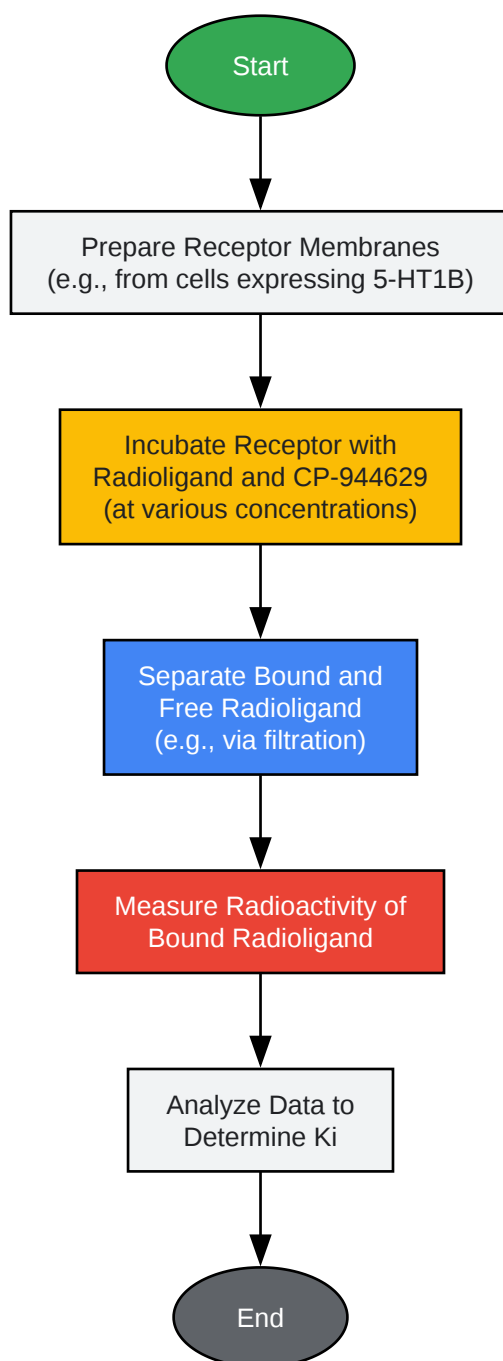 Start
Prepare Receptor Membranes
(e.g., from cells expressing 5-HT1B)
Incubate Receptor with
Radioligand and CP-944629
(at various concentrations)
Separate Bound and
Free Radioligand
(e.g., via filtration)
Measure Radioactivity of
Bound Radioligand
Analyze Data to
Determine Ki
End